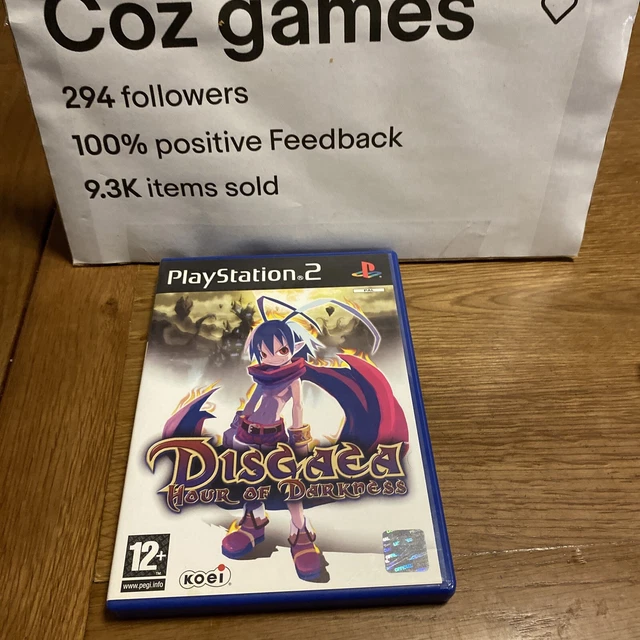 Coz games
294 followers
100% positive Feedback
9.3K items sold
PlayStation®2
DISGAEA
HOUR OF DARKNESS
12+
www.pegi.info
KOEI